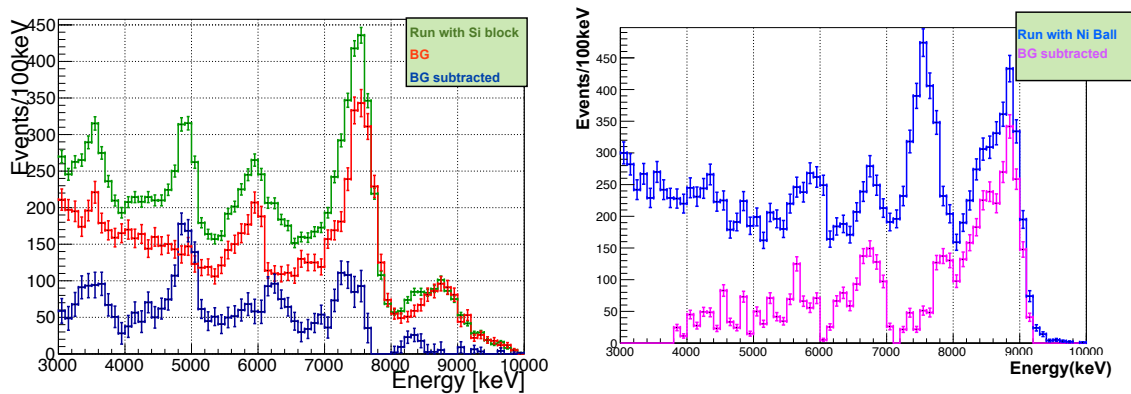 Events/100keV
450
400
350
300
250
200
150
100
50
0
Run with Si block
BG
BG subtracted
3000 4000 5000 6000 7000 8000 9000 10000
Energy [keV]
Events/100keV
450
400
350
300
250
200
150
100
50
0
Run with Ni Ball
BG subtracted
3000 4000 5000 6000 7000 8000 9000 10000
Energy(keV)